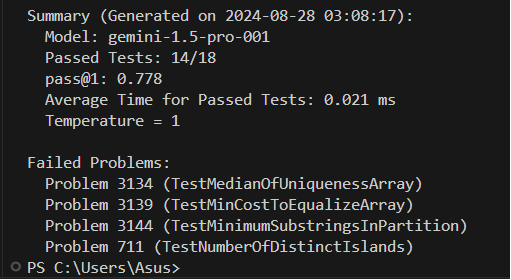 Summary (Generated on 2024-08-28 03:08:17):
Model: gemini-1.5-pro-001
Passed Tests: 14/18
pass@1: 0.778
Average Time for Passed Tests: 0.021 ms
Temperature = 1
Failed Problems:
Problem 3134 (TestMedianOfUniquenessArray)
Problem 3139 (TestMinCostToEqualizeArray)
Problem 3144 (TestMinimumSubstringsInPartition)
Problem 711 (TestNumberOfDistinctIslands)
PS C:\Users\Asus>